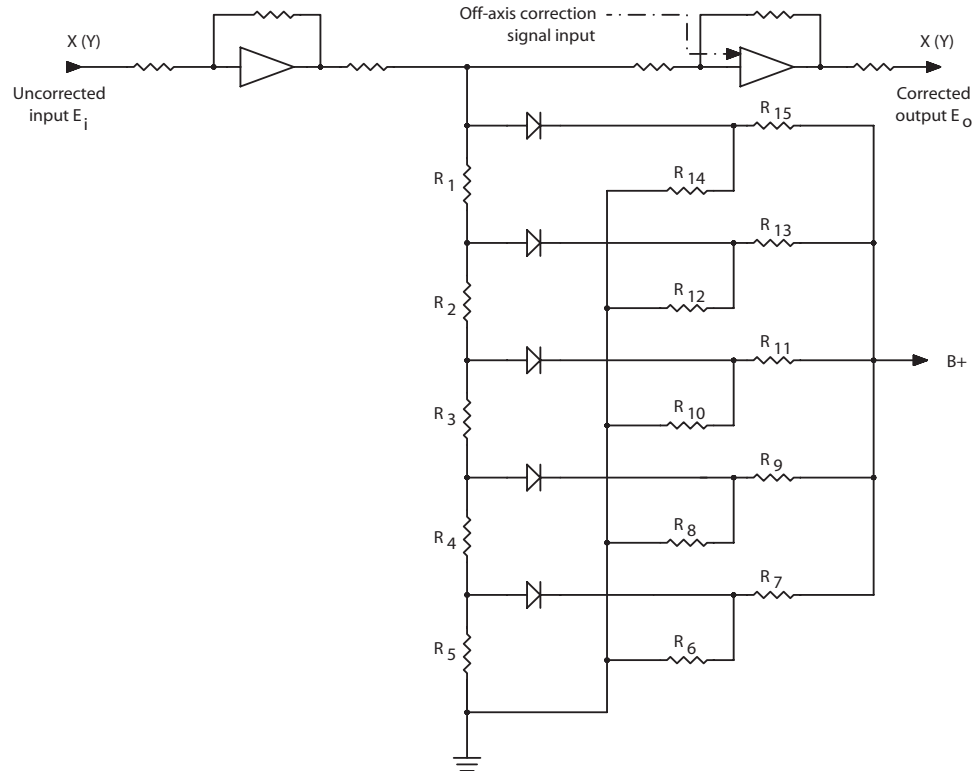 Off-axis correction
signal input
X (Y)
X (Y)
Uncorrected
input E i
Corrected
output E o
R 15
R 1
R 14
R 13
R 2
R 12
R 11
B+
R 3
R 10
R 9
R 4
R 8
R 7
R 5
R 6